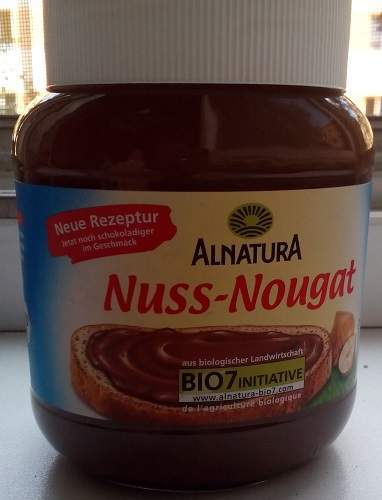 Neue Rezeptur
Jetzt noch schokoladiger
im Geschmack
ALNATURA
Nuss-Nougat
aus biologischer Landwirtschaft
BIO7 INITIATIVE
www.alnatura-bio7.com
de l'agriculture biologique